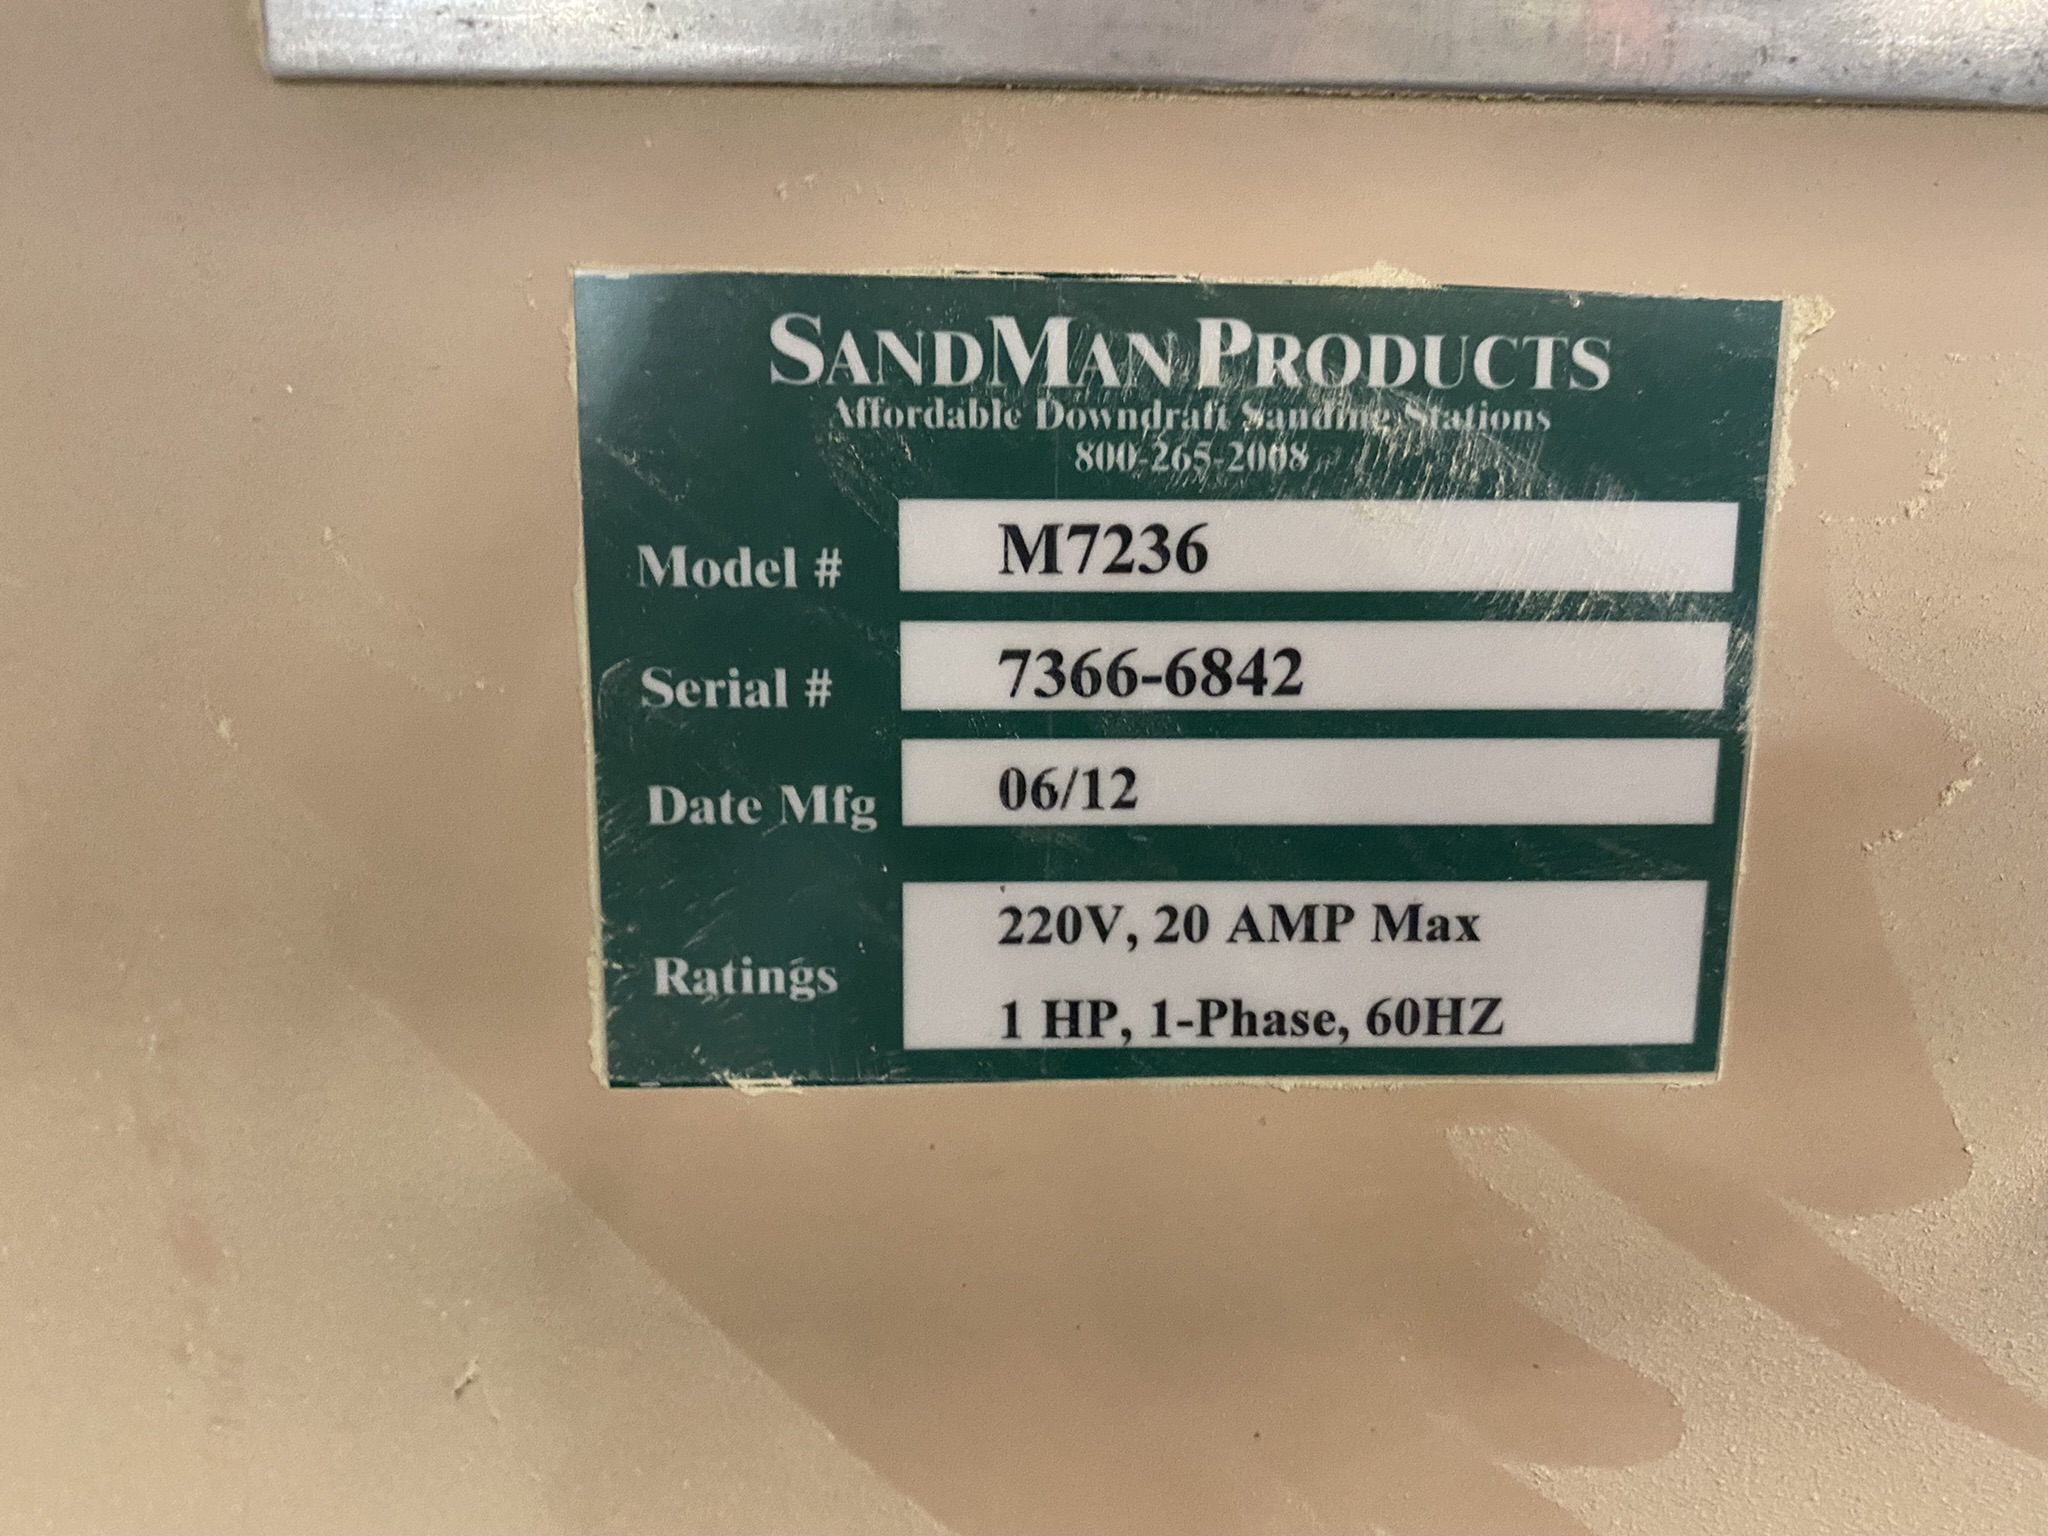 SANDMAN PRODUCTS
Affordable Downdraft Sanding Stations
800-265-2008
Model # M7236
Serial # 7366-6842
Date Mfg 06/12
Ratings 220V, 20 AMP Max
1 HP, 1-Phase, 60HZ